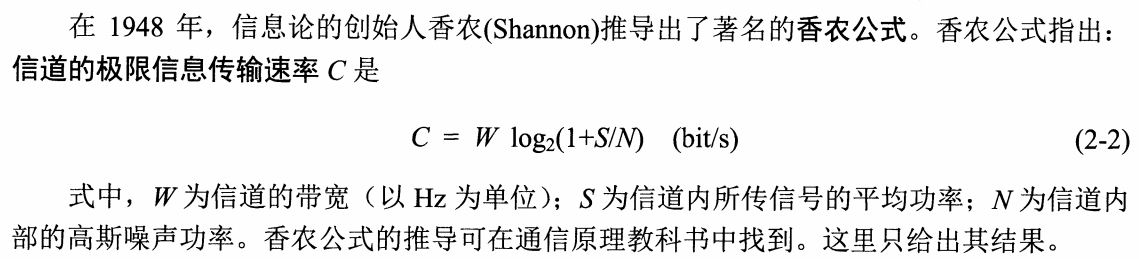 在 1948 年，信息论的创始人香农(Shannon)推导出了著名的香农公式。香农公式指出：
信道的极限信息传输速率 C 是
C = W log₂(1+S/N) (bit/s) (2-2)
式中，W 为信道的带宽（以 Hz 为单位）；S 为信道内所传信号的平均功率；N 为信道内
部的高斯噪声功率。香农公式的推导可在通信原理教科书中找到。这里只给出其结果。